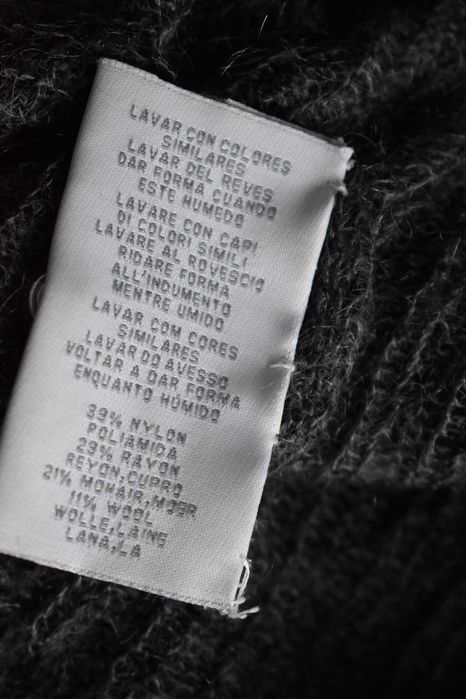 LAVAR CON COLORES
SIMILARES
LAVAR DEL REVES
DAR FORMA CUANDO
ESTE HUMEDO
LAVARE CON CAPI
DI COLORI SIMILI
LAVARE AL ROVESCIO
RIDARE FORMA
ALL'INDUMENTO
MENTRE UMIDO
LAVAR COM CORES
SIMILARES
LAVAR DO AVESSO
VOLTAR A DAR FORMA
ENQUANTO HÚMIDO
39% NYLON
POLIAMIDA
29% RAYON
REYON,CUPRO
21% MOHAIR,MOER
11% WOOL
WOLLE,LAINE
LANA,LA